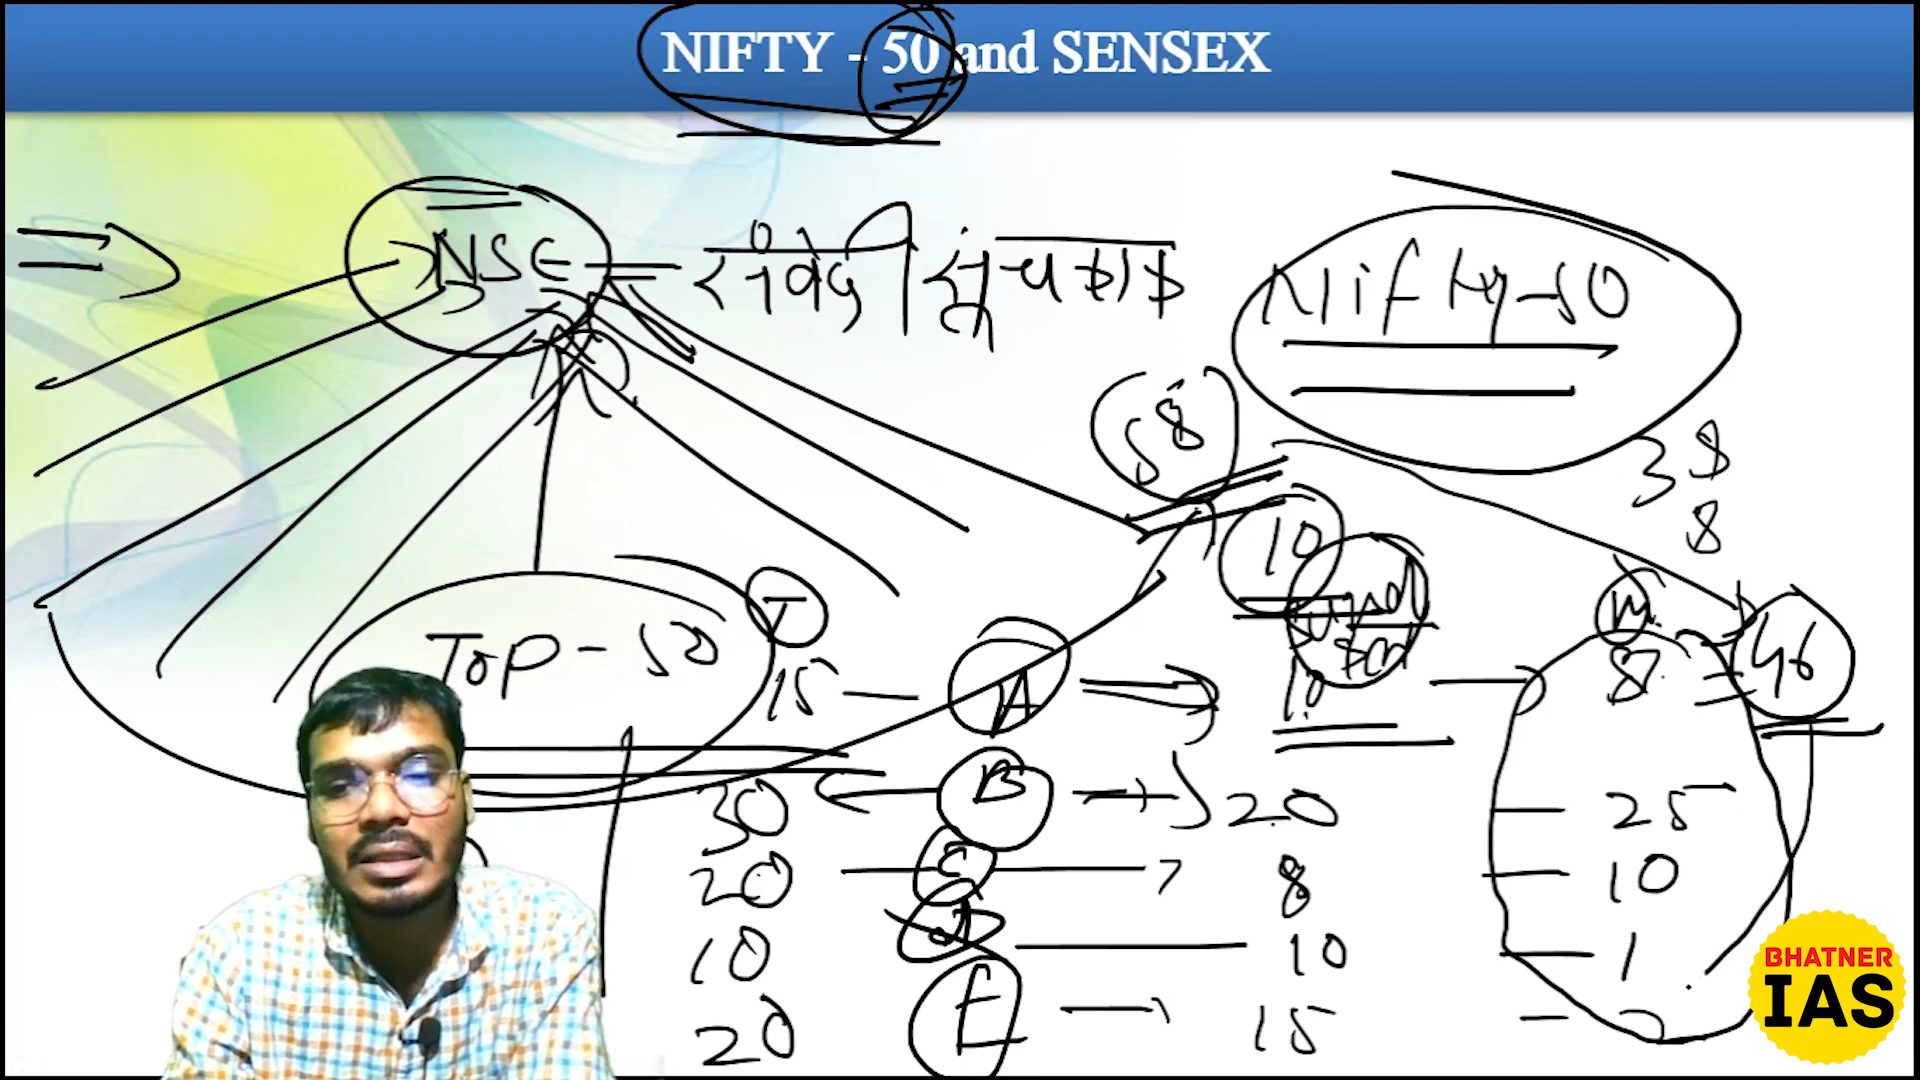 NIFTY - 50 and SENSEX
NSE = संवेदी सूचकांक Nifty-50
58
38
8
10
Top-50 T M 46
15 — A ⇒ 10 — 8
30 B → 20 — 25
20 — C → 8 — 10
10 — 10 — 1
20 E → 15 — 2
BHATNER
IAS